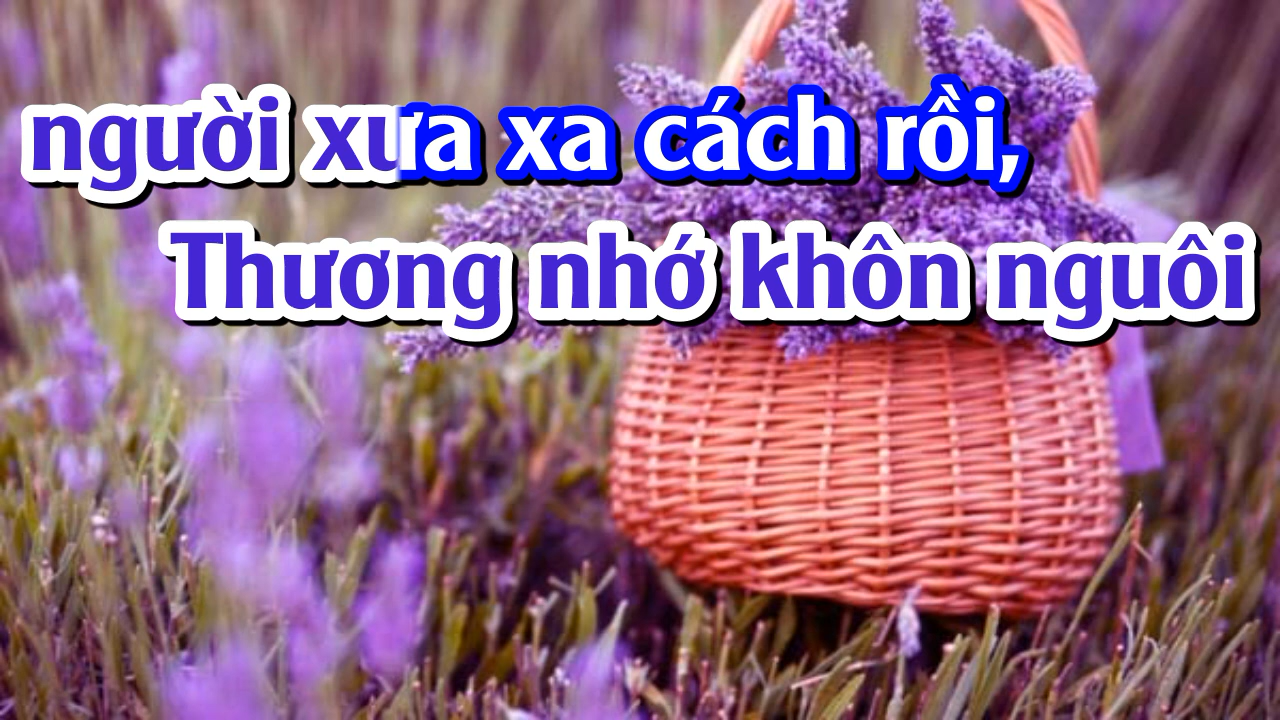 người xưa xa cách rồi,
Thương nhớ khôn nguôi